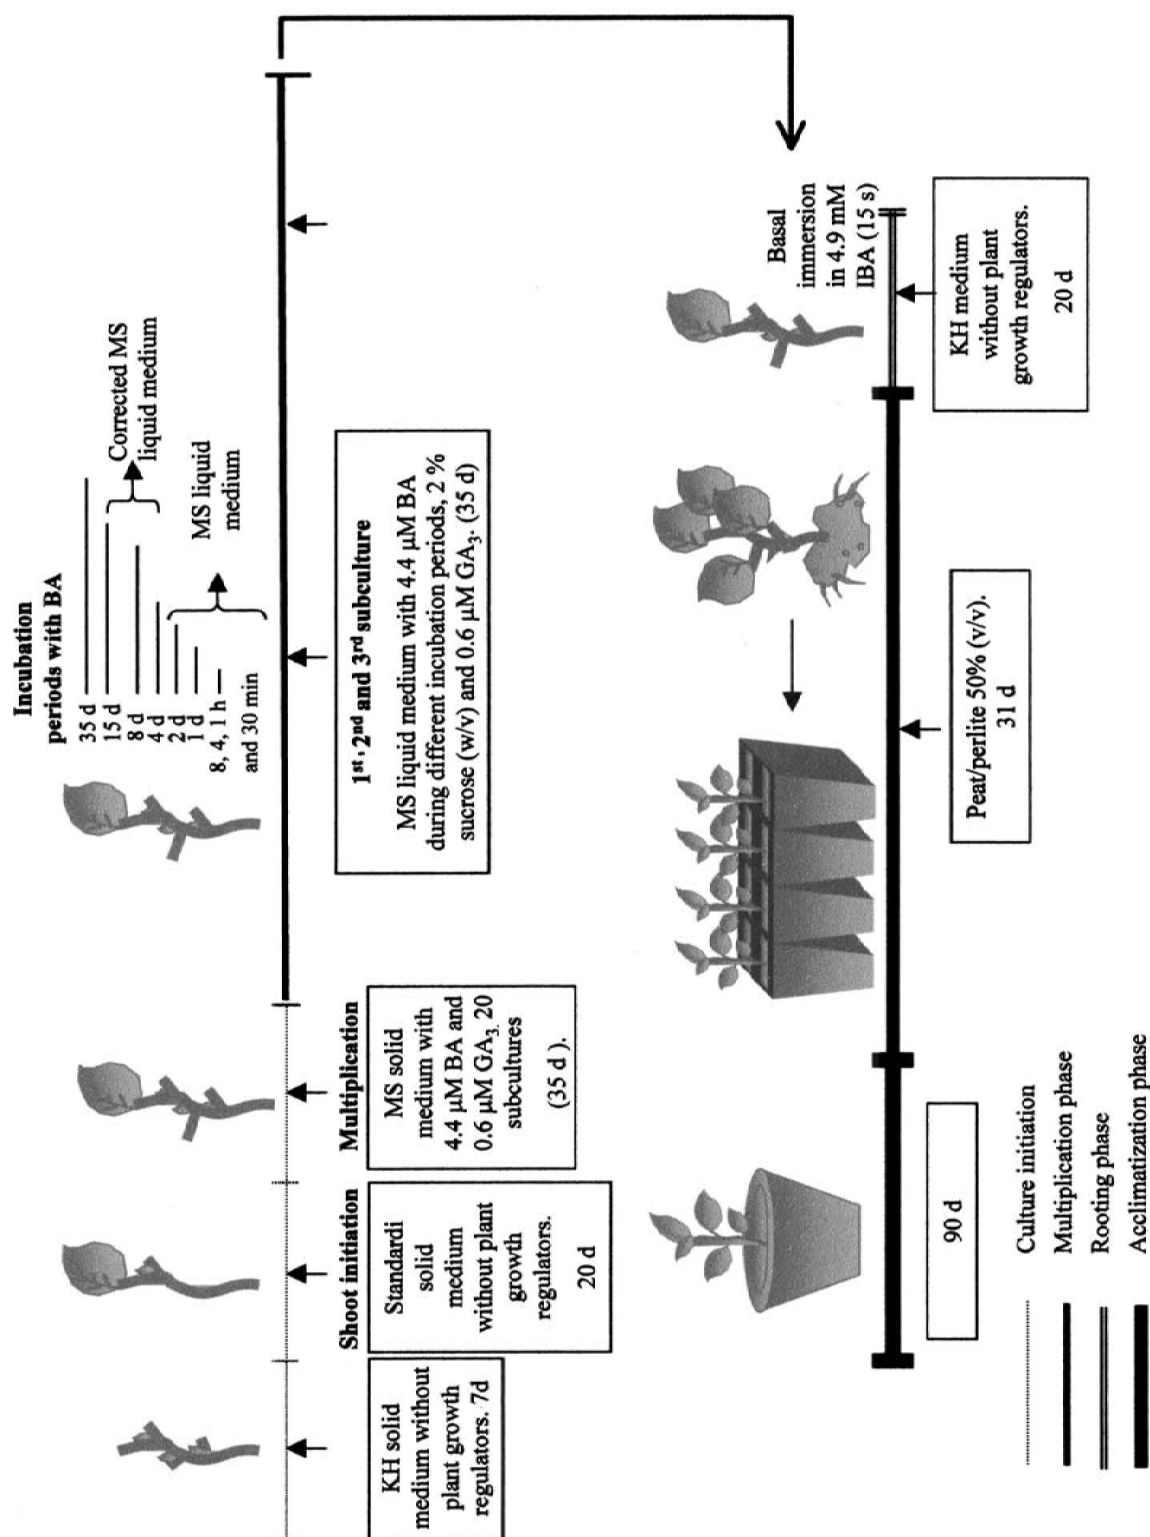 Incubation
periods with BA
35 d
15 d
8 d
4 d
2 d
1 d
8, 4, 1 h
and 30 min
Corrected MS
liquid medium
MS liquid
medium
KH solid
medium without
plant growth
regulators. 7d
Shoot initiation
Standardi
solid
medium
without plant
growth
regulators.
20 d
Multiplication
MS solid
medium with
4.4 µM BA and
0.6 µM GA3. 20
subcultures
(35 d ).
1st, 2nd and 3rd subculture
MS liquid medium with 4.4 µM BA
during different incubation periods, 2 %
sucrose (w/v) and 0.6 µM GA3. (35 d)
Basal
immersion
in 4.9 mM
IBA (15 s)
KH medium
without plant
growth regulators.
20 d
Peat/perlite 50% (v/v).
31 d
90 d
Culture initiation
Multiplication phase
Rooting phase
Acclimatization phase